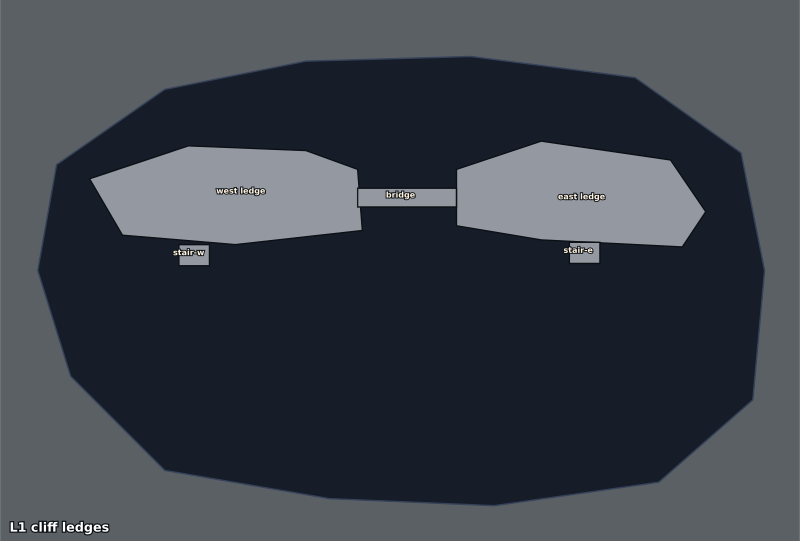 west ledge
bridge
east ledge
stair-w
stair-e
L1 cliff ledges